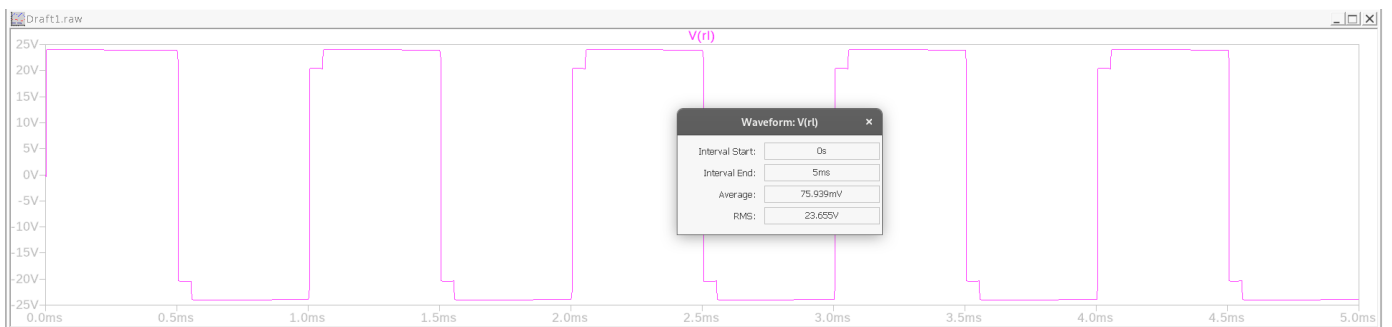 Draft1.raw
V(rl)
25V
20V
15V
10V
5V
0V
-5V
-10V
-15V
-20V
-25V
0.0ms 0.5ms 1.0ms 1.5ms 2.0ms 2.5ms 3.0ms 3.5ms 4.0ms 4.5ms 5.0ms
Waveform: V(rl) ×
Interval Start: 0s
Interval End: 5ms
Average: 75.939mV
RMS: 23.655V